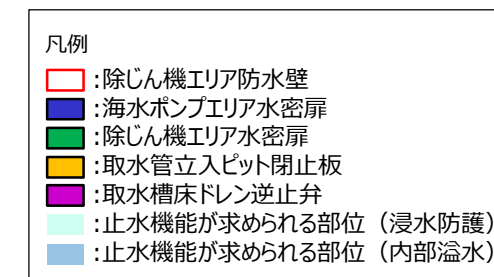 凡例
:除じん機エリア防水壁
:海水ポンプエリア水密扉
:除じん機エリア水密扉
:取水管立入ピット閉止板
:取水槽床ドレン逆止弁
:止水機能が求められる部位（浸水防護）
:止水機能が求められる部位（内部溢水）